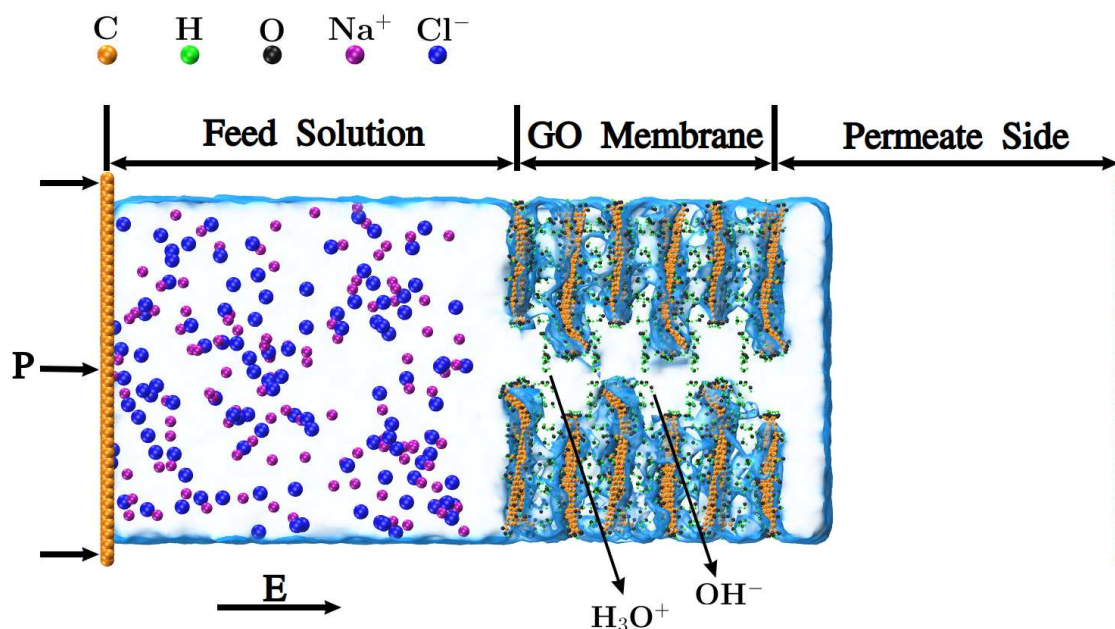 C H O Na⁺ Cl⁻
Feed Solution GO Membrane Permeate Side
P
E
OH⁻
H₃O⁺